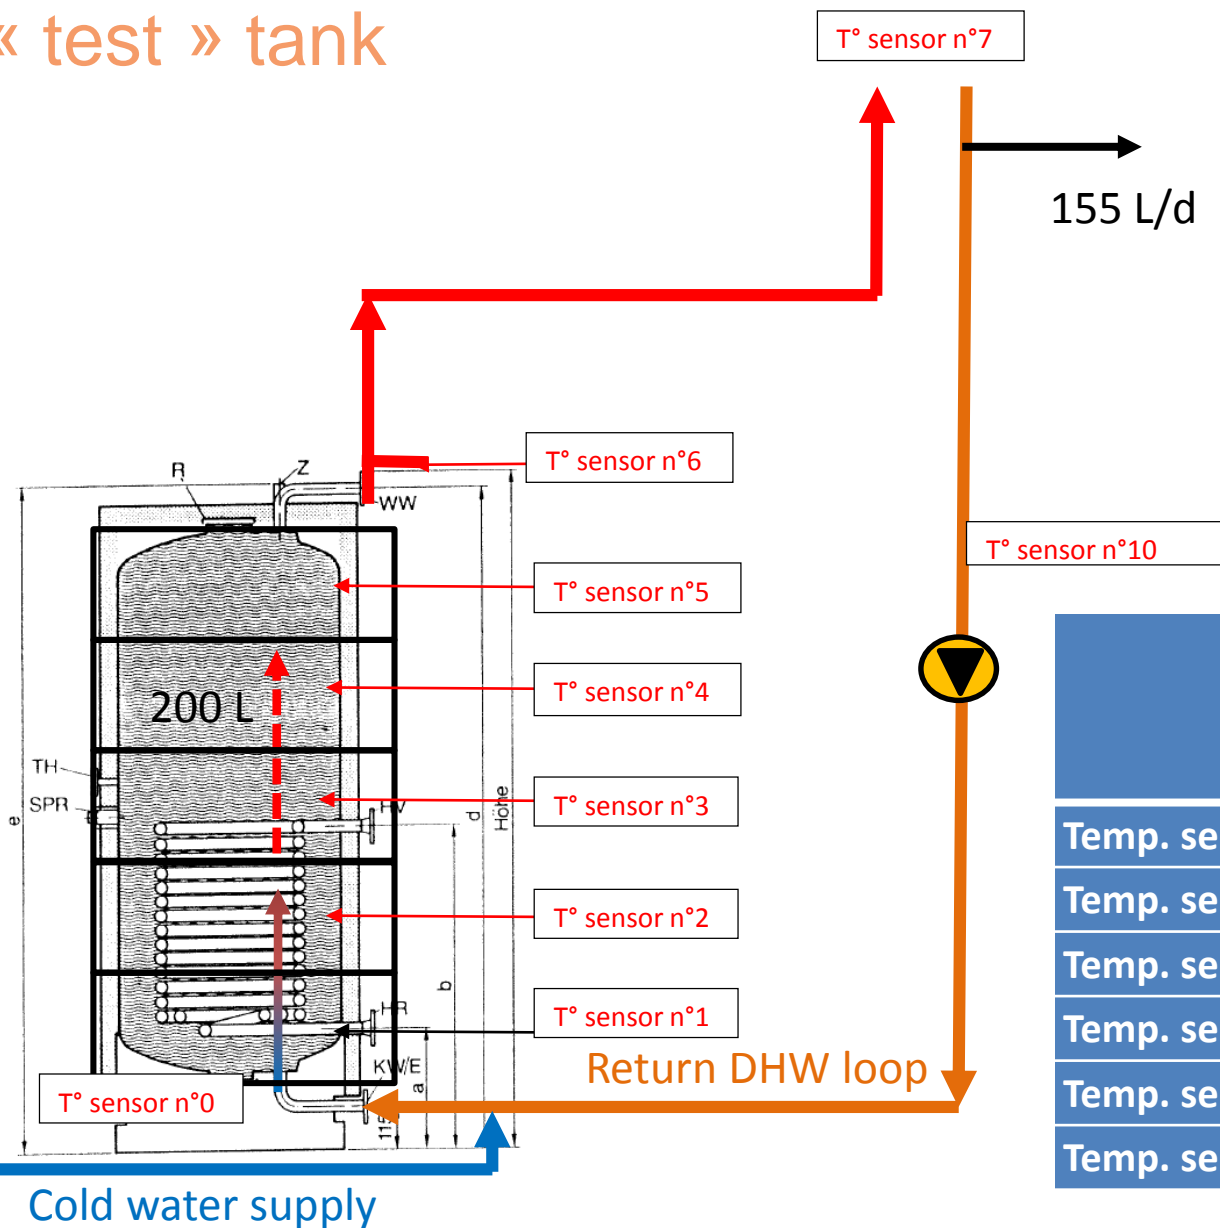 « test » tank
T° sensor n°7
155 L/d
T° sensor n°6
R
Z
WW
T° sensor n°10
T° sensor n°5
T° sensor n°4
200 L
TH
SPR
T° sensor n°3
HV
e
d
Höhe
T° sensor n°2
b
T° sensor n°1
HR
Return DHW loop
KW/E
a
T° sensor n°0
115
Cold water supply
Temp. se
Temp. se
Temp. se
Temp. se
Temp. se
Temp. se